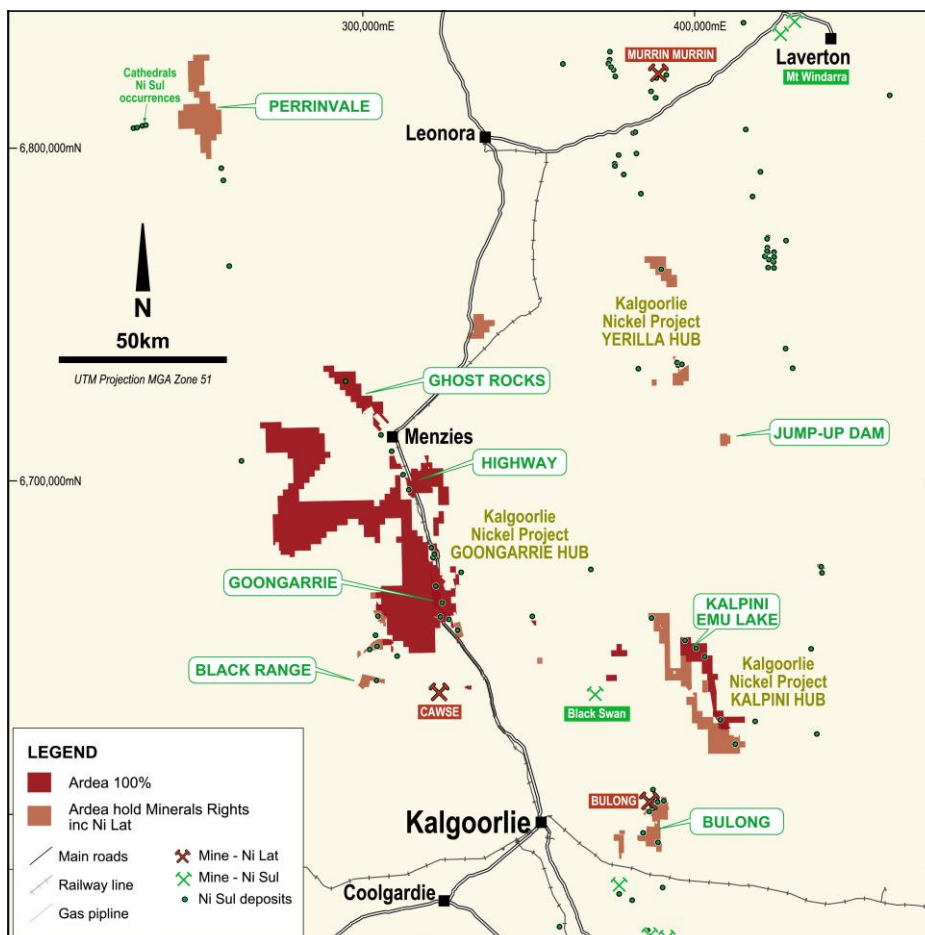 300,000mE
400,000mE
MURRIN MURRIN
Laverton
Mt Windarra
Cathedrals
Ni Sul
occurrences
PERRINVALE
Leonora
6,800,000mN
N
50km
UTM Projection MGA Zone 51
Kalgoorlie
Nickel Project
YERILLA HUB
GHOST ROCKS
Menzies
JUMP-UP DAM
HIGHWAY
6,700,000mN
Kalgoorlie
Nickel Project
GOONGARRIE HUB
GOONGARRIE
KALPINI
EMU LAKE
BLACK RANGE
Kalgoorlie
Nickel Project
KALPINI HUB
CAWSE
Black Swan
LEGEND
Ardea 100%
Ardea hold Minerals Rights
inc Ni Lat
Main roads
Railway line
Gas pipline
Mine - Ni Lat
Mine - Ni Sul
Ni Sul deposits
BULONG
BULONG
Kalgoorlie
Coolgardie